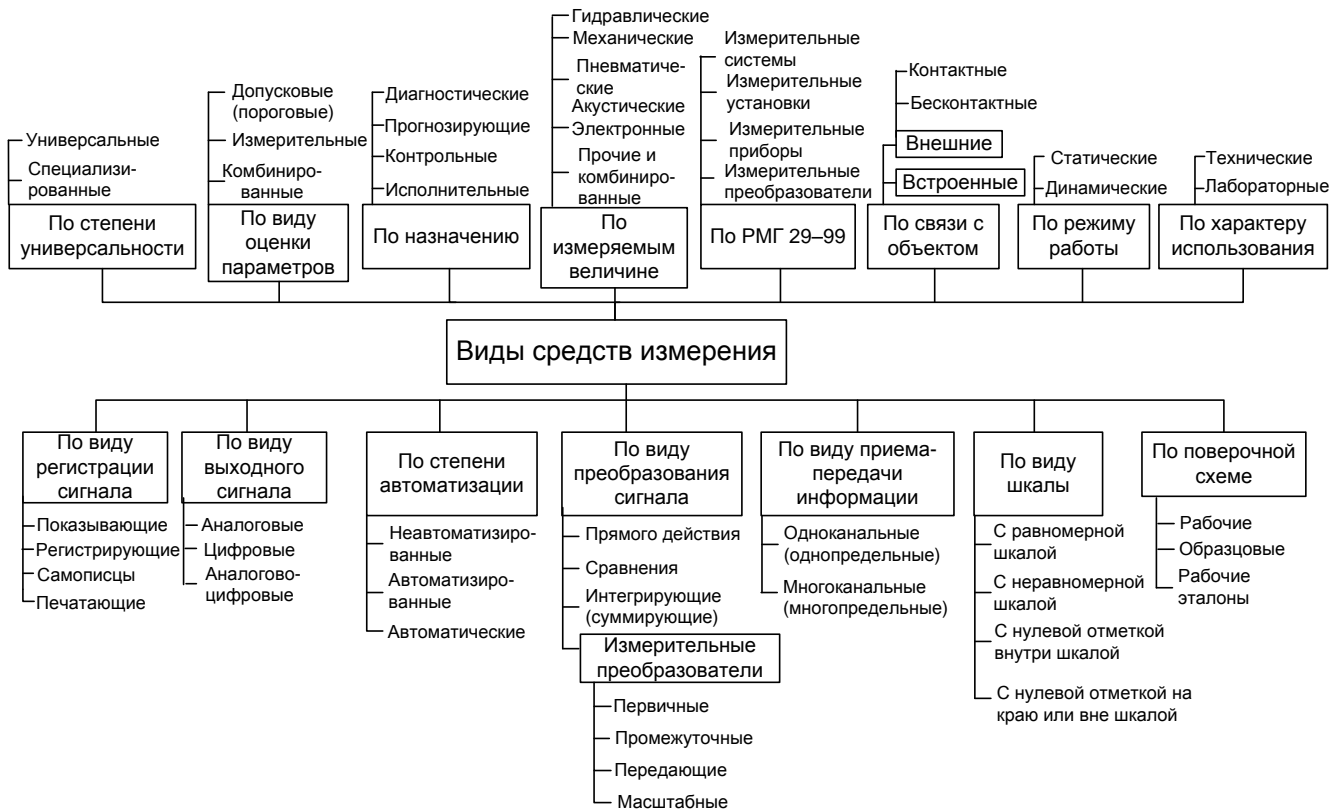 Универсальные
Специализи-
рованные
По степени
универсальности
Допусковые
(пороговые)
Измерительные
Комбиниро-
ванные
По виду
оценки
параметров
Диагностические
Прогнозирующие
Контрольные
Исполнительные
По назначению
Гидравлические
Механические
Пневматиче-
ские
Акустические
Электронные
Прочие и
комбиниро-
ванные
По
измеряемым
величине
Измерительные
системы
Измерительные
установки
Измерительные
приборы
Измерительные
преобразователи
По РМГ 29–99
Контактные
Бесконтактные
Внешние
Встроенные
По связи с
объектом
Статические
Динамические
По режиму
работы
Технические
Лабораторные
По характеру
использования
Виды средств измерения
По виду
регистрации
сигнала
Показывающие
Регистрирующие
Самописцы
Печатающие
По виду
выходного
сигнала
Аналоговые
Цифровые
Аналогово-
цифровые
По степени
автоматизации
Неавтоматизиро-
ванные
Автоматизиро-
ванные
Автоматические
По виду
преобразования
сигнала
Прямого действия
Сравнения
Интегрирующие
(суммирующие)
Измерительные
преобразователи
Первичные
Промежуточные
Передающие
Масштабные
По виду приема-
передачи
информации
Одноканальные
(однопредельные)
Многоканальные
(многопредельные)
По виду
шкалы
С равномерной
шкалой
С неравномерной
шкалой
С нулевой отметкой
внутри шкалой
С нулевой отметкой на
краю или вне шкалой
По поверочной
схеме
Рабочие
Образцовые
Рабочие
эталоны